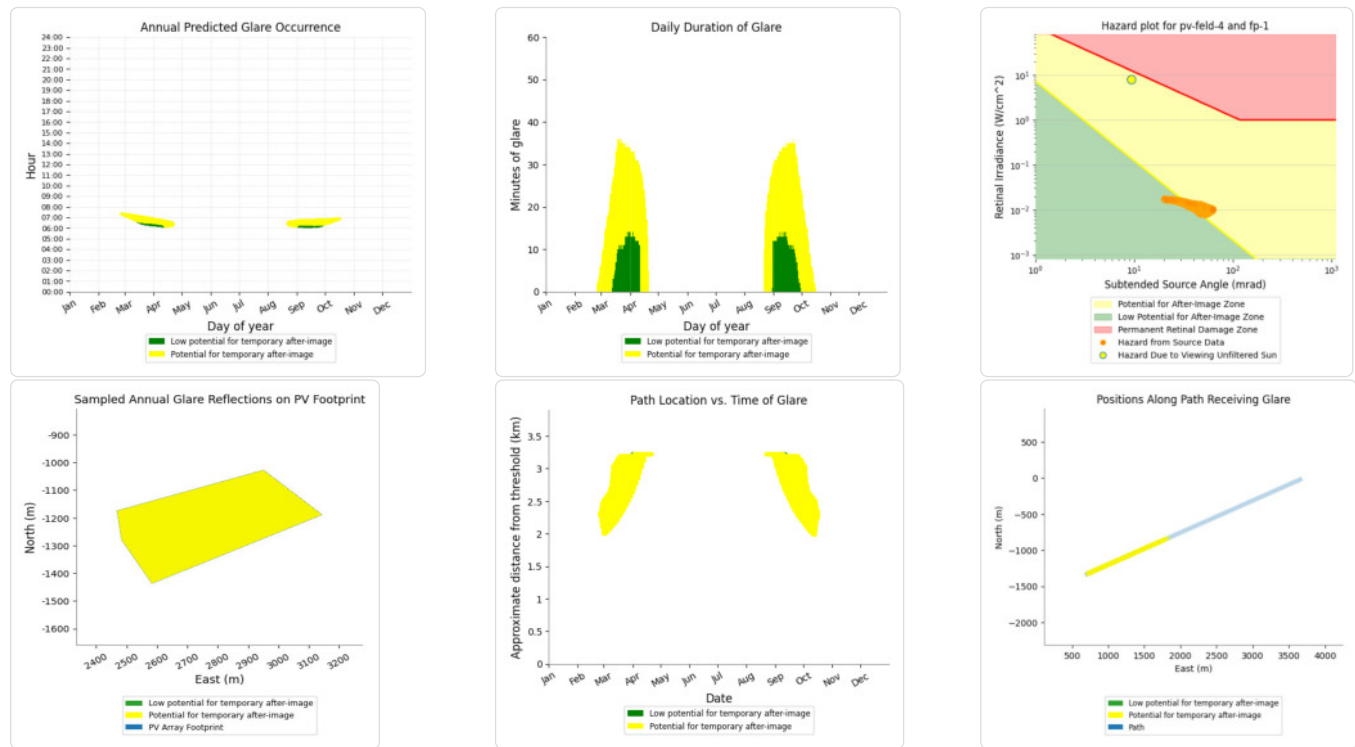 Annual Predicted Glare Occurrence
24:00
23:00
22:00
21:00
20:00
19:00
18:00
17:00
16:00
15:00
14:00
13:00
12:00
11:00
10:00
09:00
08:00
07:00
06:00
05:00
04:00
03:00
02:00
01:00
00:00
Hour
Jan Feb Mar Apr May Jun Jul Aug Sep Oct Nov Dec
Day of year
Low potential for temporary after-image
Potential for temporary after-image
Daily Duration of Glare
60
50
40
30
20
10
0
Minutes of glare
Jan Feb Mar Apr May Jun Jul Aug Sep Oct Nov Dec
Day of year
Low potential for temporary after-image
Potential for temporary after-image
Hazard plot for pv-feld-4 and fp-1
10^1
10^0
10^-1
10^-2
10^-3
Retinal Irradiance (W/cm^2)
10^0 10^1 10^2 10^3
Subtended Source Angle (mrad)
Potential for After-Image Zone
Low Potential for After-Image Zone
Permanent Retinal Damage Zone
Hazard from Source Data
Hazard Due to Viewing Unfiltered Sun
Sampled Annual Glare Reflections on PV Footprint
-900
-1000
-1100
-1200
-1300
-1400
-1500
-1600
North (m)
2400 2500 2600 2700 2800 2900 3000 3100 3200
East (m)
Low potential for temporary after-image
Potential for temporary after-image
PV Array Footprint
Path Location vs. Time of Glare
3.5
3
2.5
2
1.5
1
0.5
0
Approximate distance from threshold (km)
Jan Feb Mar Apr May Jun Jul Aug Sep Oct Nov Dec
Date
Low potential for temporary after-image
Potential for temporary after-image
Positions Along Path Receiving Glare
500
0
−500
−1000
−1500
−2000
North (m)
500 1000 1500 2000 2500 3000 3500 4000
East (m)
Low potential for temporary after-image
Potential for temporary after-image
Path